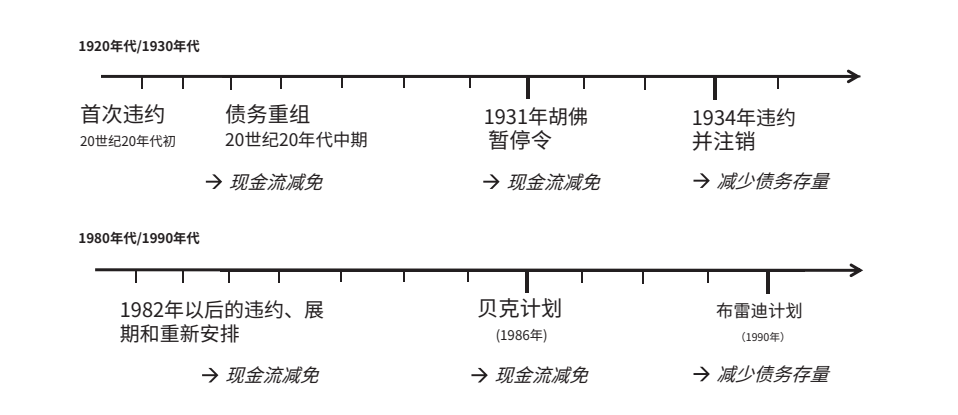 1920年代/1930年代
首次违约
20世纪20年代初
债务重组
20世纪20年代中期
→ 现金流减免
1931年胡佛
暂停令
→ 现金流减免
1934年违约
并注销
→ 减少债务存量
1980年代/1990年代
1982年以后的违约、展
期和重新安排
→ 现金流减免
贝克计划
(1986年)
→ 现金流减免
布雷迪计划
(1990年)
→ 减少债务存量